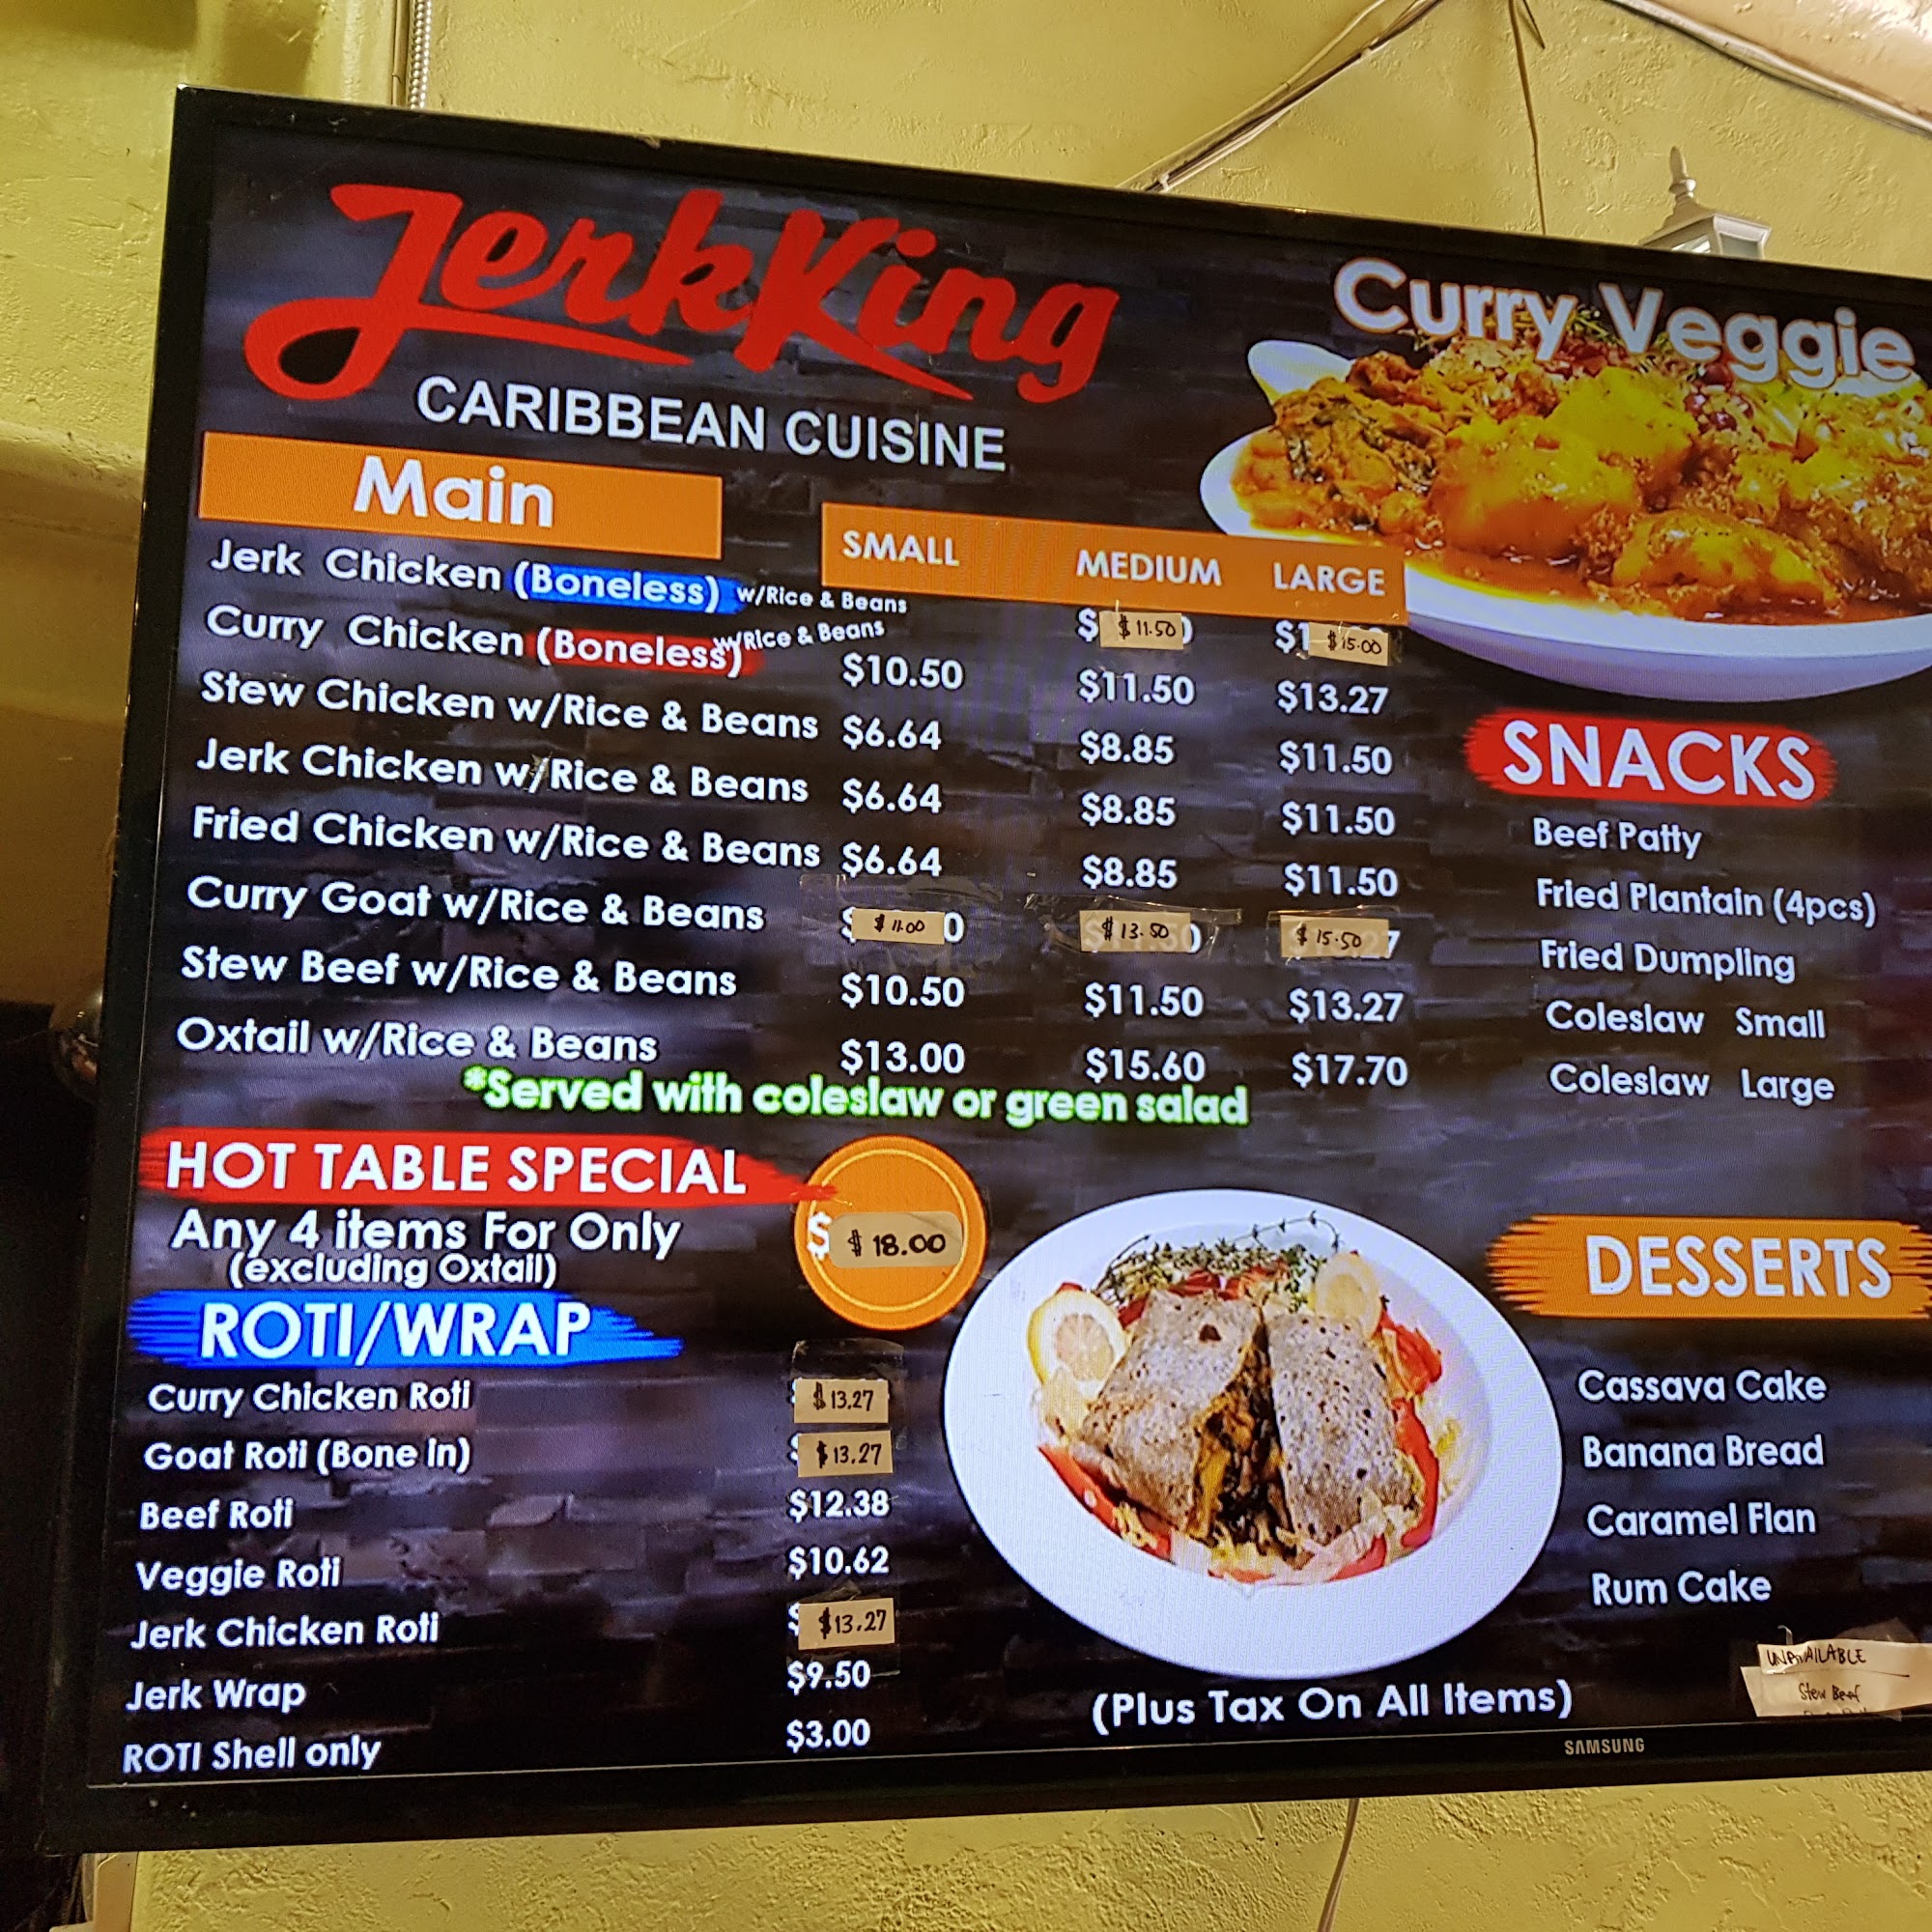 JerkKing
CARIBBEAN CUISINE
Curry Veggie
Main
SMALL MEDIUM LARGE
Jerk Chicken (Boneless) w/Rice & Beans $ $11.50 $1 $15.00
Curry Chicken (Boneless) w/Rice & Beans $10.50 $11.50 $13.27
Stew Chicken w/Rice & Beans $6.64 $8.85 $11.50
Jerk Chicken w/Rice & Beans $6.64 $8.85 $11.50
Fried Chicken w/Rice & Beans $6.64 $8.85 $11.50
Curry Goat w/Rice & Beans $ $11.00 0 $13.50 0 $15.50 7
Stew Beef w/Rice & Beans $10.50 $11.50 $13.27
Oxtail w/Rice & Beans $13.00 $15.60 $17.70
*Served with coleslaw or green salad
HOT TABLE SPECIAL
Any 4 items For Only $ $18.00
(excluding Oxtail)
ROTI/WRAP
Curry Chicken Roti $13.27
Goat Roti (Bone in) $ $13.27
Beef Roti $12.38
Veggie Roti $10.62
Jerk Chicken Roti $ $13.27
Jerk Wrap $9.50
ROTI Shell only $3.00
SNACKS
Beef Patty
Fried Plantain (4pcs)
Fried Dumpling
Coleslaw Small
Coleslaw Large
DESSERTS
Cassava Cake
Banana Bread
Caramel Flan
Rum Cake
UNAVAILABLE
Stew Beef
(Plus Tax On All Items)
SAMSUNG